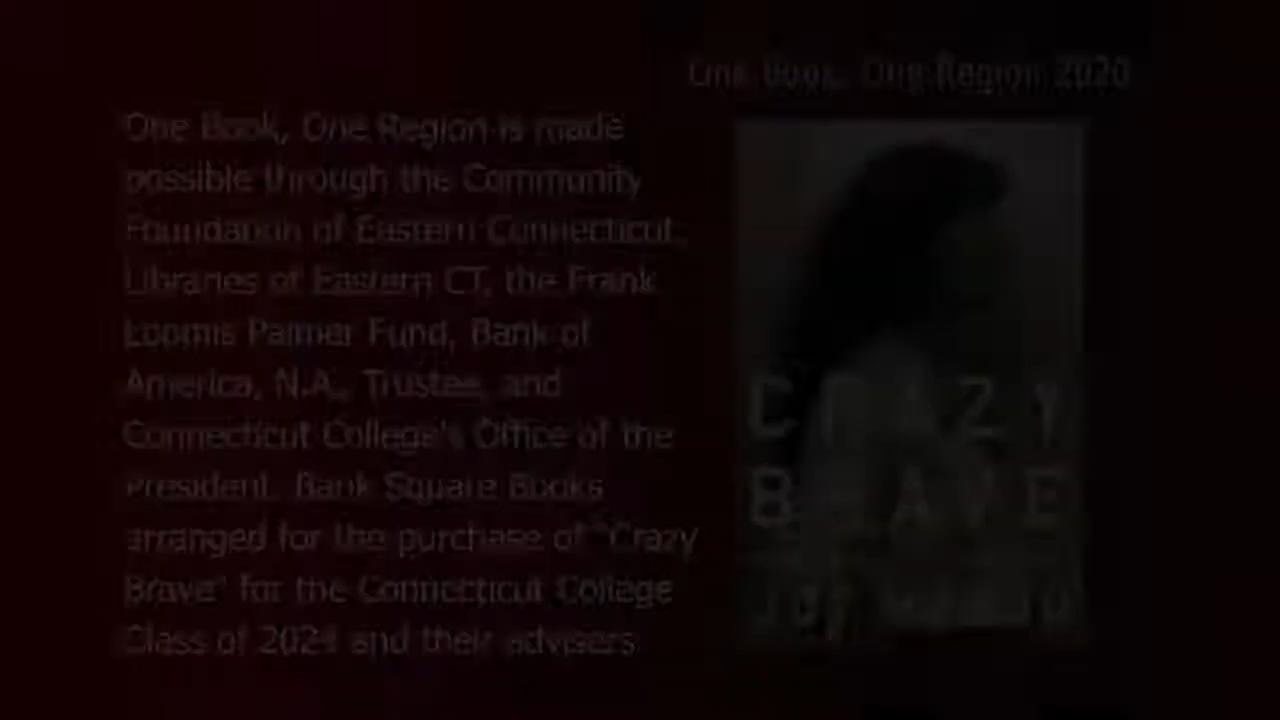 One Book, One Region 2020
One Book, One Region is made
possible through the Community
Foundation of Eastern Connecticut,
Libraries of Eastern CT, the Frank
Loomis Palmer Fund, Bank of
America, N.A., Trustee, and
Connecticut College's Office of the
President. Bank Square Books
arranged for the purchase of "Crazy
Brave" for the Connecticut College
Class of 2024 and their advisers.
CRAZY
BRAVE
JOY HARJO